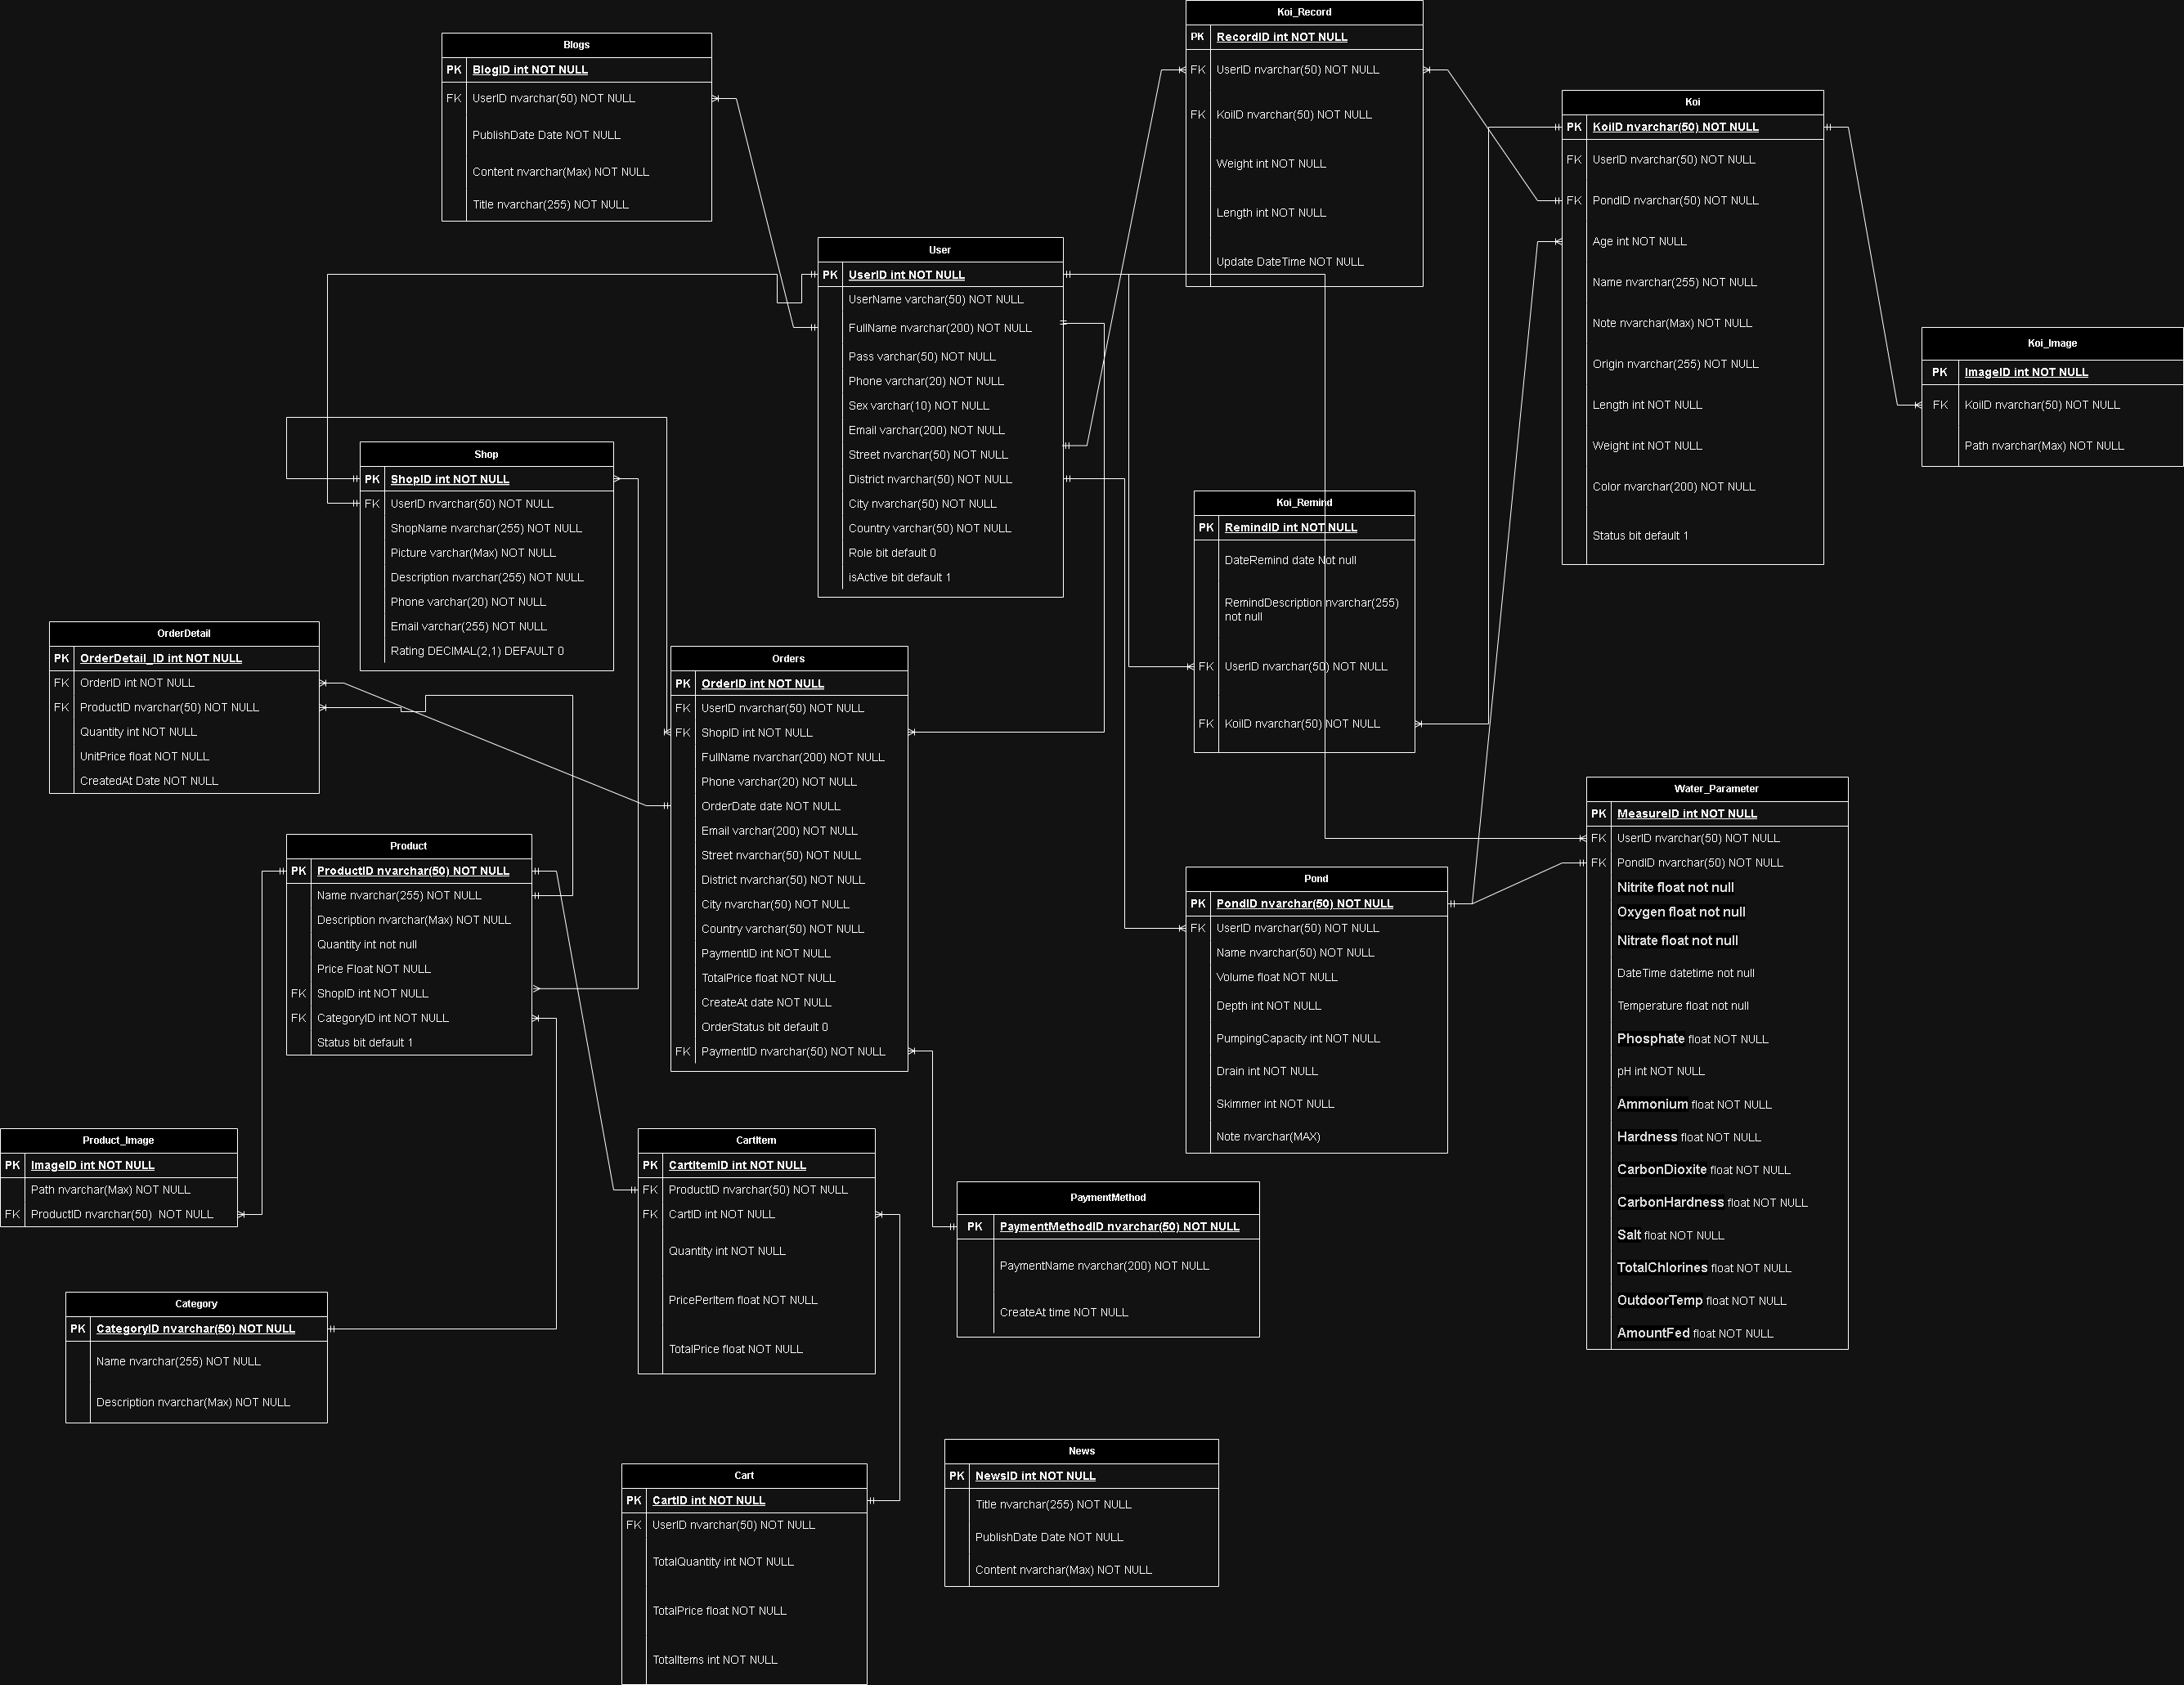 Koi_Record
PK RecordID int NOT NULL
FK UserID nvarchar(50) NOT NULL
FK KoiID nvarchar(50) NOT NULL
Weight int NOT NULL
Length int NOT NULL
Update DateTime NOT NULL
Blogs
PK BlogID int NOT NULL
FK UserID nvarchar(50) NOT NULL
PublishDate Date NOT NULL
Content nvarchar(Max) NOT NULL
Title nvarchar(255) NOT NULL
Koi
PK KoiID nvarchar(50) NOT NULL
FK UserID nvarchar(50) NOT NULL
FK PondID nvarchar(50) NOT NULL
Age int NOT NULL
Name nvarchar(255) NOT NULL
Note nvarchar(Max) NOT NULL
Origin nvarchar(255) NOT NULL
Length int NOT NULL
Weight int NOT NULL
Color nvarchar(200) NOT NULL
Status bit default 1
User
PK UserID int NOT NULL
UserName varchar(50) NOT NULL
FullName nvarchar(200) NOT NULL
Pass varchar(50) NOT NULL
Phone varchar(20) NOT NULL
Sex varchar(10) NOT NULL
Email varchar(200) NOT NULL
Street nvarchar(50) NOT NULL
District nvarchar(50) NOT NULL
City nvarchar(50) NOT NULL
Country varchar(50) NOT NULL
Role bit default 0
isActive bit default 1
Koi_Image
PK ImageID int NOT NULL
FK KoiID nvarchar(50) NOT NULL
Path nvarchar(Max) NOT NULL
Shop
PK ShopID int NOT NULL
FK UserID nvarchar(50) NOT NULL
ShopName nvarchar(255) NOT NULL
Picture varchar(Max) NOT NULL
Description nvarchar(255) NOT NULL
Phone varchar(20) NOT NULL
Email varchar(255) NOT NULL
Rating DECIMAL(2,1) DEFAULT 0
Koi_Remind
PK RemindID int NOT NULL
DateRemind date Not null
RemindDescription nvarchar(255)
not null
FK UserID nvarchar(50) NOT NULL
FK KoiID nvarchar(50) NOT NULL
OrderDetail
PK OrderDetail_ID int NOT NULL
FK OrderID int NOT NULL
FK ProductID nvarchar(50) NOT NULL
Quantity int NOT NULL
UnitPrice float NOT NULL
CreatedAt Date NOT NULL
Orders
PK OrderID int NOT NULL
FK UserID nvarchar(50) NOT NULL
FK ShopID int NOT NULL
FullName nvarchar(200) NOT NULL
Phone varchar(20) NOT NULL
OrderDate date NOT NULL
Email varchar(200) NOT NULL
Street nvarchar(50) NOT NULL
District nvarchar(50) NOT NULL
City nvarchar(50) NOT NULL
Country varchar(50) NOT NULL
PaymentID int NOT NULL
TotalPrice float NOT NULL
CreateAt date NOT NULL
OrderStatus bit default 0
FK PaymentID nvarchar(50) NOT NULL
Water_Parameter
PK MeasureID int NOT NULL
FK UserID nvarchar(50) NOT NULL
FK PondID nvarchar(50) NOT NULL
Nitrite float not null
Oxygen float not null
Nitrate float not null
DateTime datetime not null
Temperature float not null
Phosphate float NOT NULL
pH int NOT NULL
Ammonium float NOT NULL
Hardness float NOT NULL
CarbonDioxite float NOT NULL
CarbonHardness float NOT NULL
Salt float NOT NULL
TotalChlorines float NOT NULL
OutdoorTemp float NOT NULL
AmountFed float NOT NULL
Product
PK ProductID nvarchar(50) NOT NULL
Name nvarchar(255) NOT NULL
Description nvarchar(Max) NOT NULL
Quantity int not null
Price Float NOT NULL
FK ShopID int NOT NULL
FK CategoryID int NOT NULL
Status bit default 1
Pond
PK PondID nvarchar(50) NOT NULL
FK UserID nvarchar(50) NOT NULL
Name nvarchar(50) NOT NULL
Volume float NOT NULL
Depth int NOT NULL
PumpingCapacity int NOT NULL
Drain int NOT NULL
Skimmer int NOT NULL
Note nvarchar(MAX)
Product_Image
PK ImageID int NOT NULL
Path nvarchar(Max) NOT NULL
FK ProductID nvarchar(50) NOT NULL
CartItem
PK CartItemID int NOT NULL
FK ProductID nvarchar(50) NOT NULL
FK CartID int NOT NULL
Quantity int NOT NULL
PricePerItem float NOT NULL
TotalPrice float NOT NULL
PaymentMethod
PK PaymentMethodID nvarchar(50) NOT NULL
PaymentName nvarchar(200) NOT NULL
CreateAt time NOT NULL
Category
PK CategoryID nvarchar(50) NOT NULL
Name nvarchar(255) NOT NULL
Description nvarchar(Max) NOT NULL
News
PK NewsID int NOT NULL
Title nvarchar(255) NOT NULL
PublishDate Date NOT NULL
Content nvarchar(Max) NOT NULL
Cart
PK CartID int NOT NULL
FK UserID nvarchar(50) NOT NULL
TotalQuantity int NOT NULL
TotalPrice float NOT NULL
TotalItems int NOT NULL